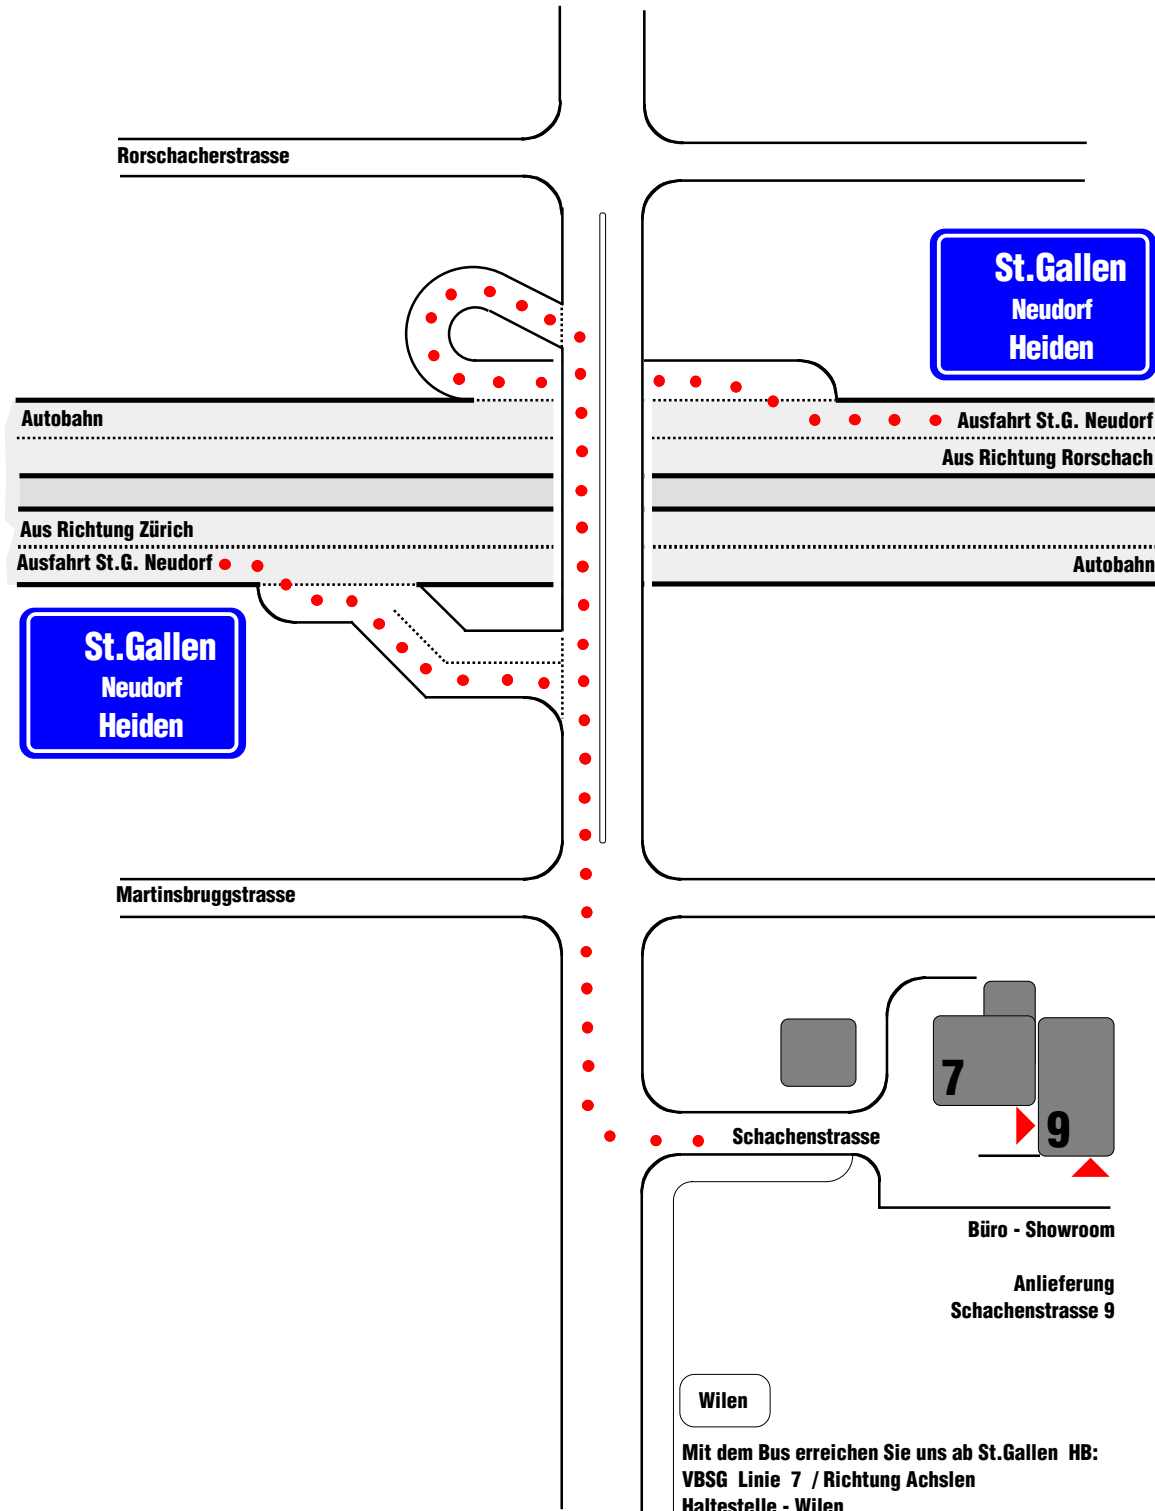 Rorschacherstrasse
St.Gallen
Neudorf
Heiden
Autobahn
Ausfahrt St.G. Neudorf
Aus Richtung Rorschach
Aus Richtung Zürich
Ausfahrt St.G. Neudorf
Autobahn
St.Gallen
Neudorf
Heiden
Martinsbruggstrasse
7
9
Schachenstrasse
Büro - Showroom
Anlieferung
Schachenstrasse 9
Wilen
Mit dem Bus erreichen Sie uns ab St.Gallen HB:
VBSG Linie 7 / Richtung Achslen
Haltestelle - Wilen